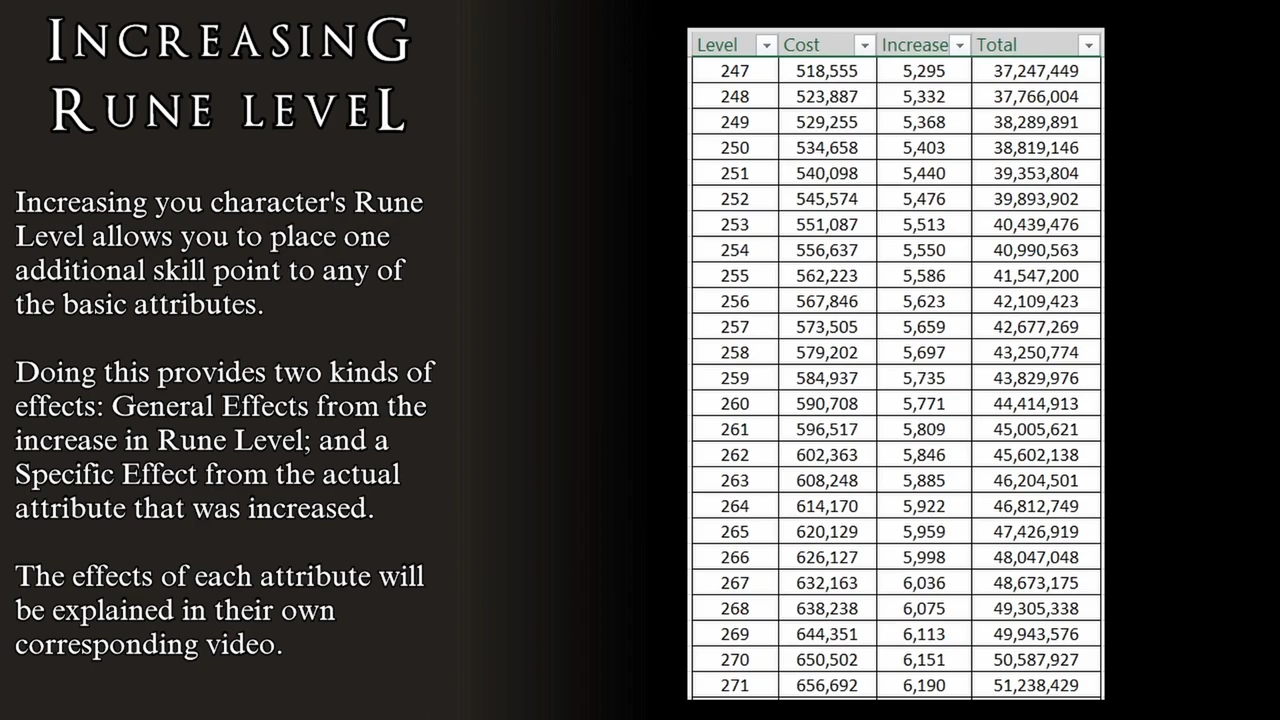 INCREASING
RUNE LEVEL
Increasing you character's Rune
Level allows you to place one
additional skill point to any of
the basic attributes.
Doing this provides two kinds of
effects: General Effects from the
increase in Rune Level; and a
Specific Effect from the actual
attribute that was increased.
The effects of each attribute will
be explained in their own
corresponding video.
Level Cost Increase Total
247 518,555 5,295 37,247,449
248 523,887 5,332 37,766,004
249 529,255 5,368 38,289,891
250 534,658 5,403 38,819,146
251 540,098 5,440 39,353,804
252 545,574 5,476 39,893,902
253 551,087 5,513 40,439,476
254 556,637 5,550 40,990,563
255 562,223 5,586 41,547,200
256 567,846 5,623 42,109,423
257 573,505 5,659 42,677,269
258 579,202 5,697 43,250,774
259 584,937 5,735 43,829,976
260 590,708 5,771 44,414,913
261 596,517 5,809 45,005,621
262 602,363 5,846 45,602,138
263 608,248 5,885 46,204,501
264 614,170 5,922 46,812,749
265 620,129 5,959 47,426,919
266 626,127 5,998 48,047,048
267 632,163 6,036 48,673,175
268 638,238 6,075 49,305,338
269 644,351 6,113 49,943,576
270 650,502 6,151 50,587,927
271 656,692 6,190 51,238,429